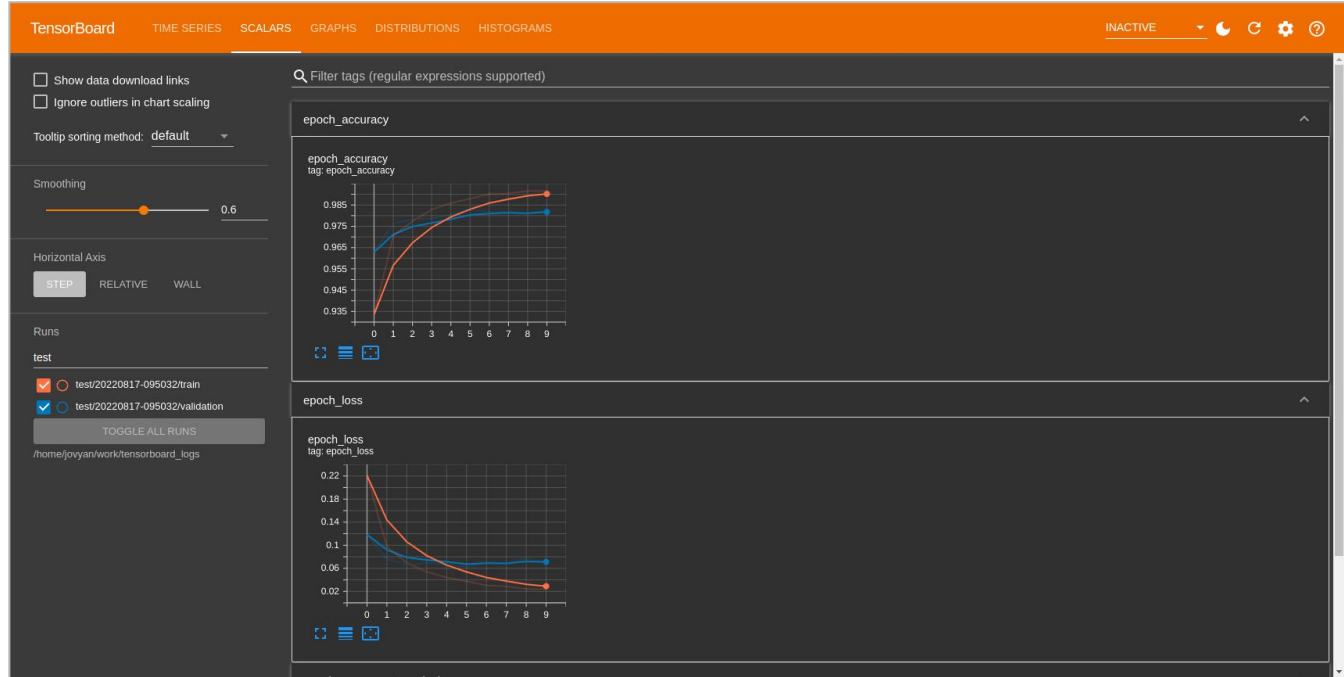 TensorBoard TIME SERIES SCALARS GRAPHS DISTRIBUTIONS HISTOGRAMS INACTIVE
Show data download links
Ignore outliers in chart scaling
Tooltip sorting method: default
Smoothing
0.6
Horizontal Axis
STEP RELATIVE WALL
Runs
test
test/20220817-095032/train
test/20220817-095032/validation
TOGGLE ALL RUNS
/home/jovyan/work/tensorboard_logs
Filter tags (regular expressions supported)
epoch_accuracy
epoch_accuracy
tag: epoch_accuracy
0.985
0.975
0.965
0.955
0.945
0.935
0 1 2 3 4 5 6 7 8 9
epoch_loss
epoch_loss
tag: epoch_loss
0.22
0.18
0.14
0.1
0.06
0.02
0 1 2 3 4 5 6 7 8 9